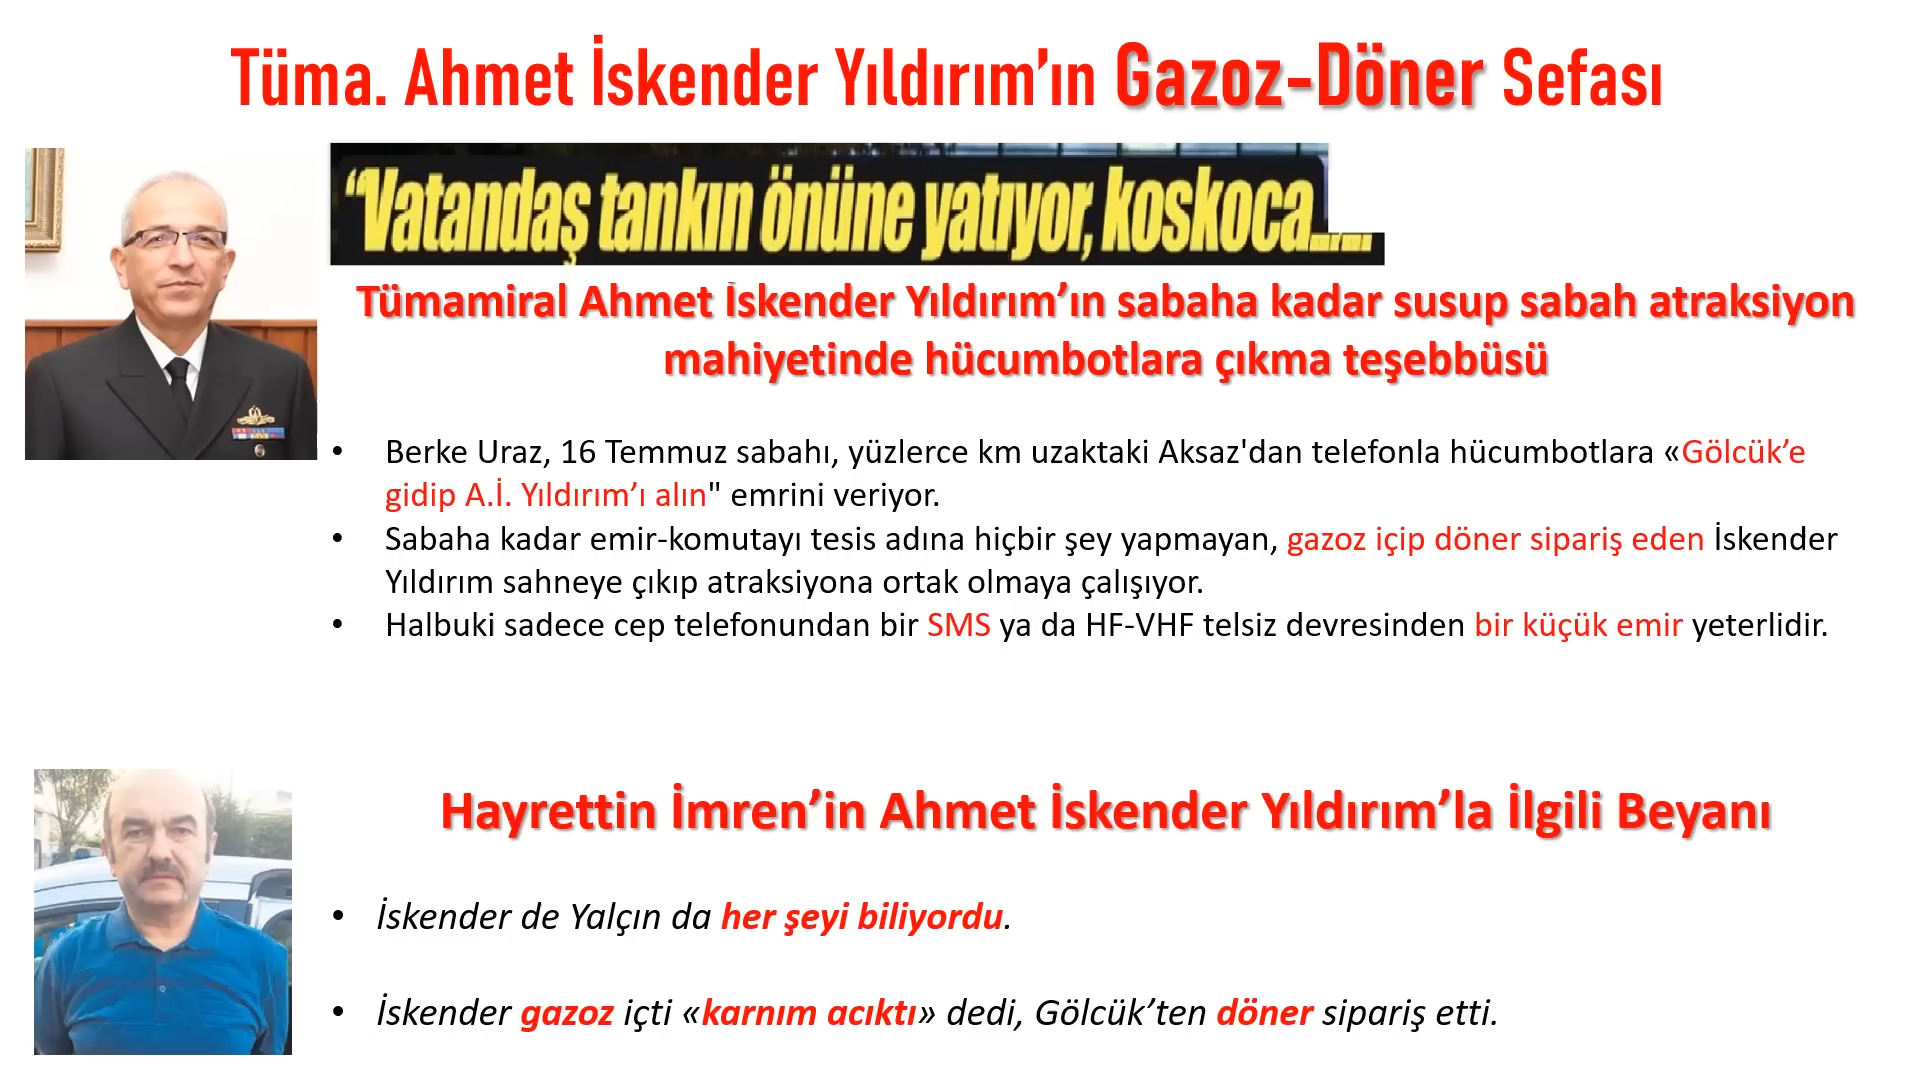 Tüma. Ahmet İskender Yıldırım’ın Gazoz-Döner Sefası
“Vatandaş tankın önüne yatıyor, koskoca......
Tümamiral Ahmet İskender Yıldırım’ın sabaha kadar susup sabah atraksiyon
mahiyetinde hücumbotlara çıkma teşebbüsü
• Berke Uraz, 16 Temmuz sabahı, yüzlerce km uzaktaki Aksaz'dan telefonla hücumbotlara «Gölcük’e
gidip A.İ. Yıldırım’ı alın" emrini veriyor.
• Sabaha kadar emir-komutayı tesis adına hiçbir şey yapmayan, gazoz içip döner sipariş eden İskender
Yıldırım sahneye çıkıp atraksiyona ortak olmaya çalışıyor.
• Halbuki sadece cep telefonundan bir SMS ya da HF-VHF telsiz devresinden bir küçük emir yeterlidir.
Hayrettin İmren’in Ahmet İskender Yıldırım’la İlgili Beyanı
• İskender de Yalçın da her şeyi biliyordu.
• İskender gazoz içti «karnım acıktı» dedi, Gölcük’ten döner sipariş etti.